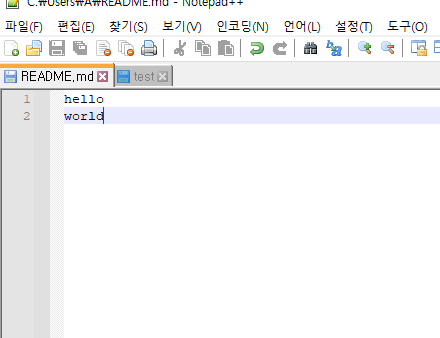 C:\Users\A\README.md - Notepad++
파일(F) 편집(E) 찾기(S) 보기(V) 인코딩(N) 언어(L) 설정(T) 도구(O)
README.md test
1 hello
2 world